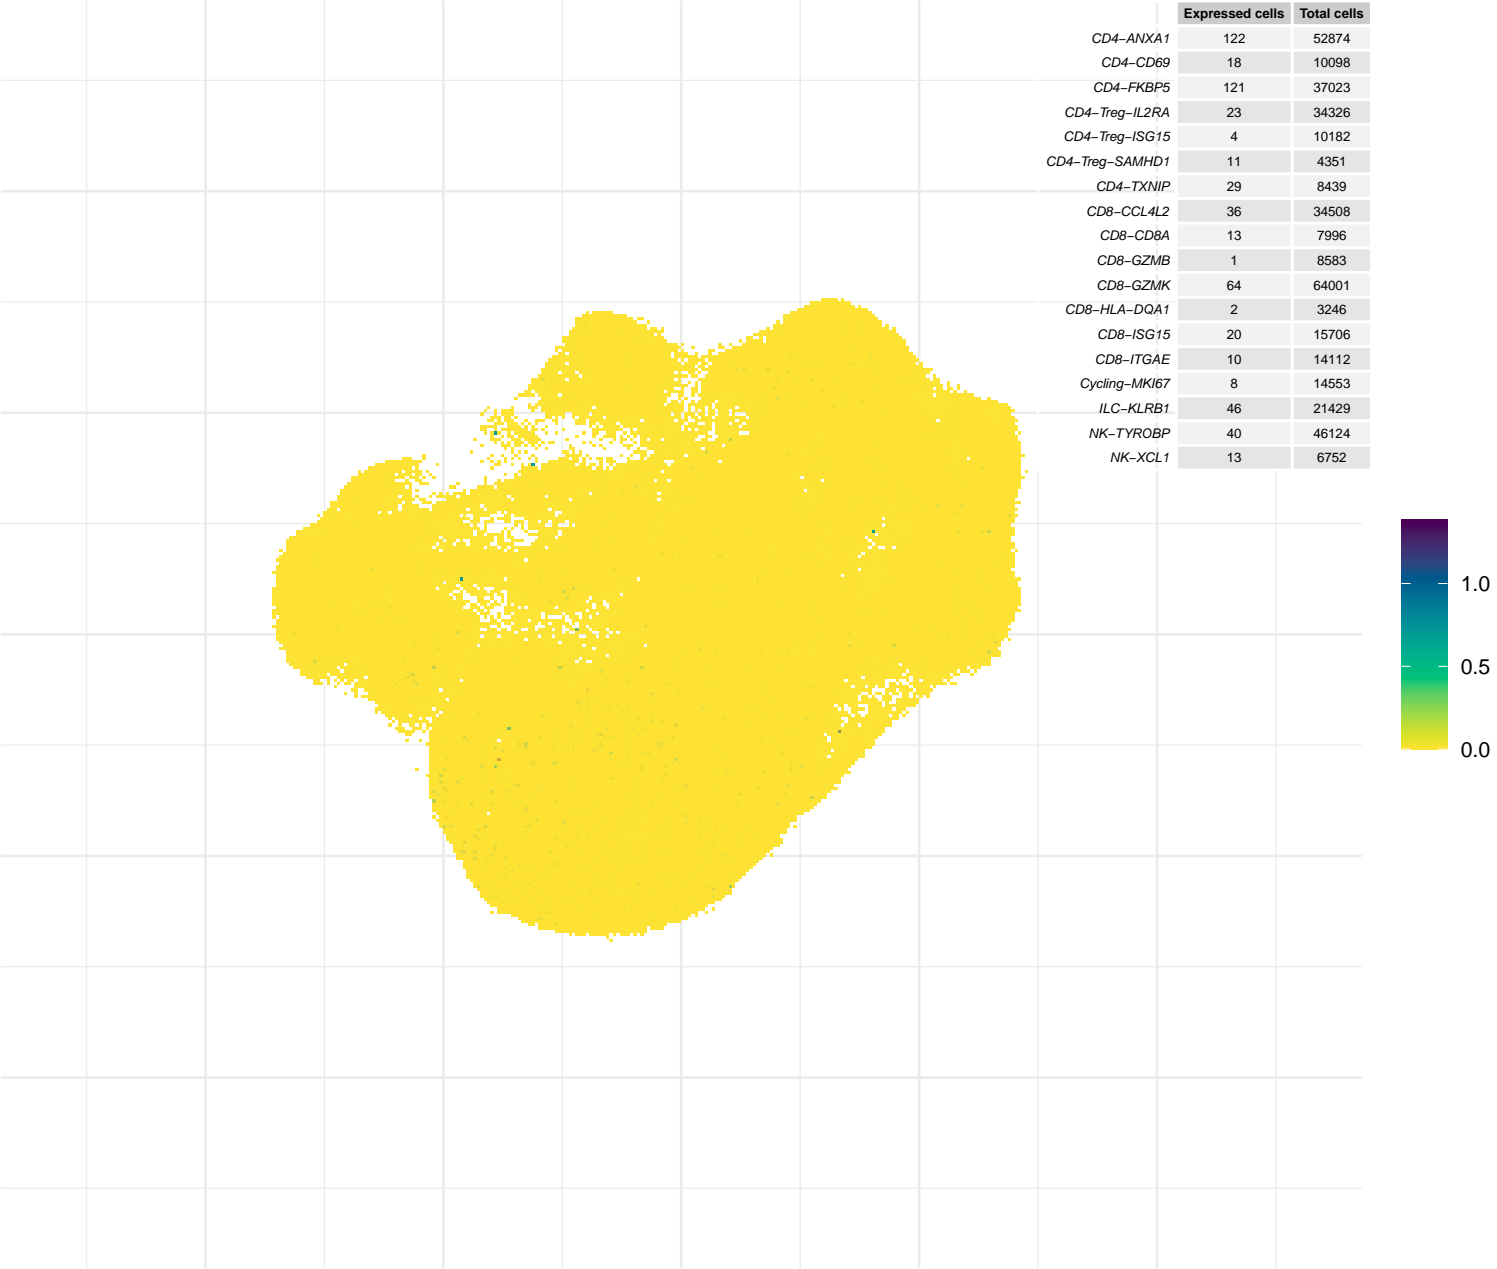 Expressed cells Total cells
CD4−ANXA1 122 52874
CD4−CD69 18 10098
CD4−FKBP5 121 37023
CD4−Treg−IL2RA 23 34326
CD4−Treg−ISG15 4 10182
CD4−Treg−SAMHD1 11 4351
CD4−TXNIP 29 8439
CD8−CCL4L2 36 34508
CD8−CD8A 13 7996
CD8−GZMB 1 8583
CD8−GZMK 64 64001
CD8−HLA−DQA1 2 3246
CD8−ISG15 20 15706
CD8−ITGAE 10 14112
Cycling−MKI67 8 14553
ILC−KLRB1 46 21429
NK−TYROBP 40 46124
NK−XCL1 13 6752
1.0
0.5
0.0